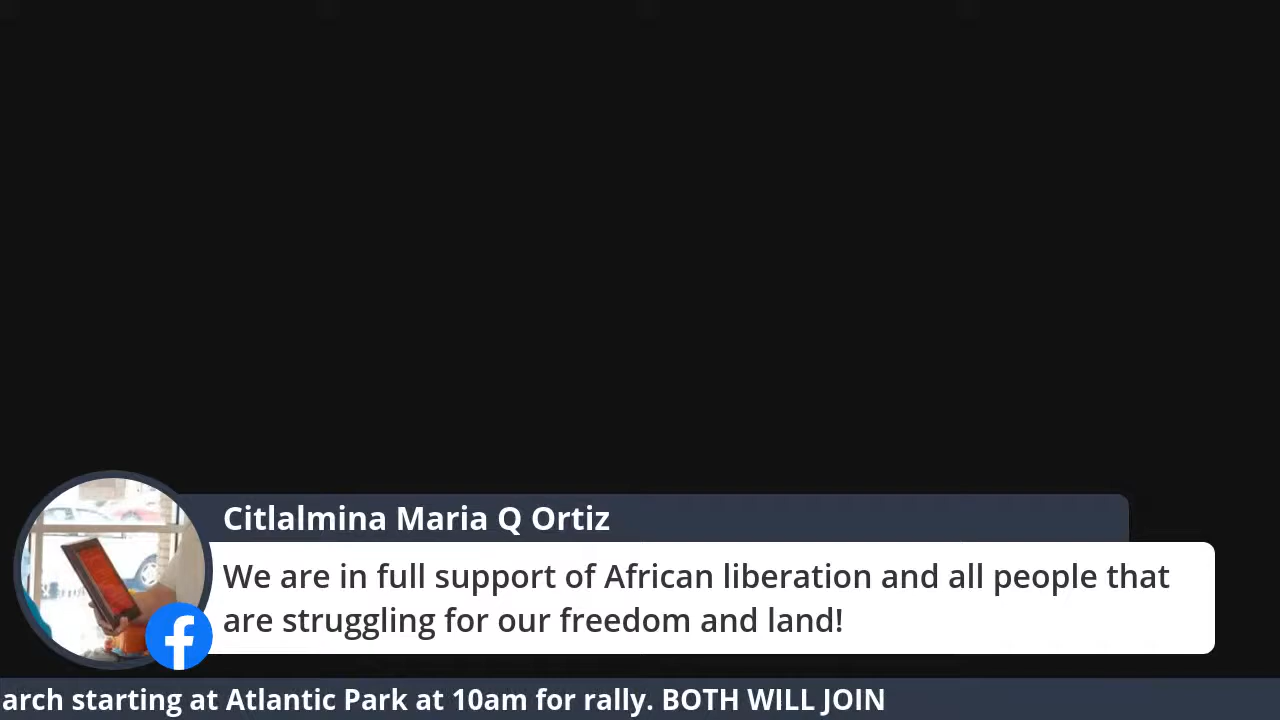 Citlalmina Maria Q Ortiz
We are in full support of African liberation and all people that
are struggling for our freedom and land!
arch starting at Atlantic Park at 10am for rally. BOTH WILL JOIN